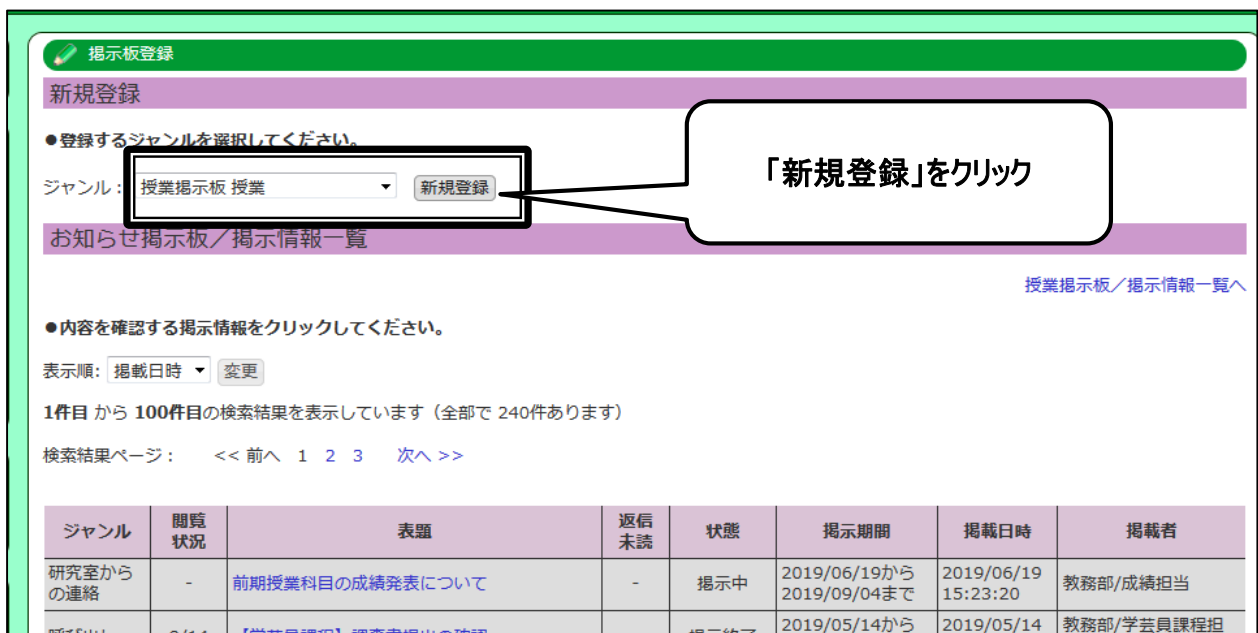 掲示板登録
新規登録
●登録するジャンルを選択してください。
ジャンル： 授業掲示板 授業 新規登録
「新規登録」をクリック
お知らせ掲示板／掲示情報一覧
授業掲示板／掲示情報一覧へ
●内容を確認する掲示情報をクリックしてください。
表示順: 掲載日時 変更
1件目 から 100件目の検索結果を表示しています（全部で 240件あります）
検索結果ページ： << 前へ 1 2 3 次へ >>
ジャンル 閲覧状況 表題 返信未読 状態 掲示期間 掲載日時 掲載者
研究室からの連絡 - 前期授業科目の成績発表について - 掲示中 2019/06/19から 2019/09/04まで 2019/06/19 15:23:20 教務部/成績担当
2019/05/14から 2019/05/14 教務部/学芸員課程担